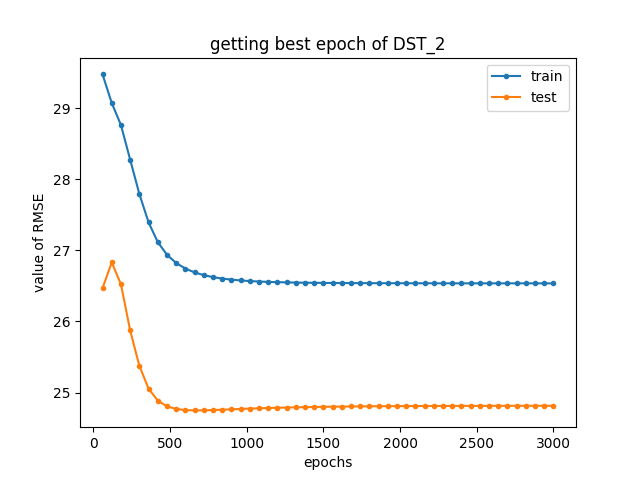 getting best epoch of DST_2
train
test
value of RMSE
29
28
27
26
25
0 500 1000 1500 2000 2500 3000
epochs